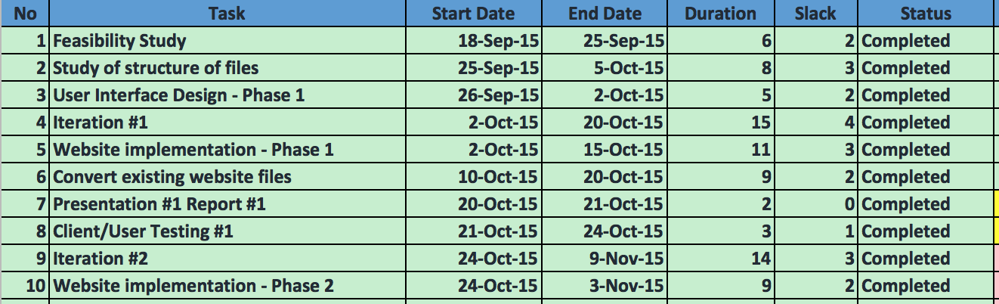 No Task Start Date End Date Duration Slack Status
1 Feasibility Study 18-Sep-15 25-Sep-15 6 2 Completed
2 Study of structure of files 25-Sep-15 5-Oct-15 8 3 Completed
3 User Interface Design - Phase 1 26-Sep-15 2-Oct-15 5 2 Completed
4 Iteration #1 2-Oct-15 20-Oct-15 15 4 Completed
5 Website implementation - Phase 1 2-Oct-15 15-Oct-15 11 3 Completed
6 Convert existing website files 10-Oct-15 20-Oct-15 9 2 Completed
7 Presentation #1 Report #1 20-Oct-15 21-Oct-15 2 0 Completed
8 Client/User Testing #1 21-Oct-15 24-Oct-15 3 1 Completed
9 Iteration #2 24-Oct-15 9-Nov-15 14 3 Completed
10 Website implementation - Phase 2 24-Oct-15 3-Nov-15 9 2 Completed